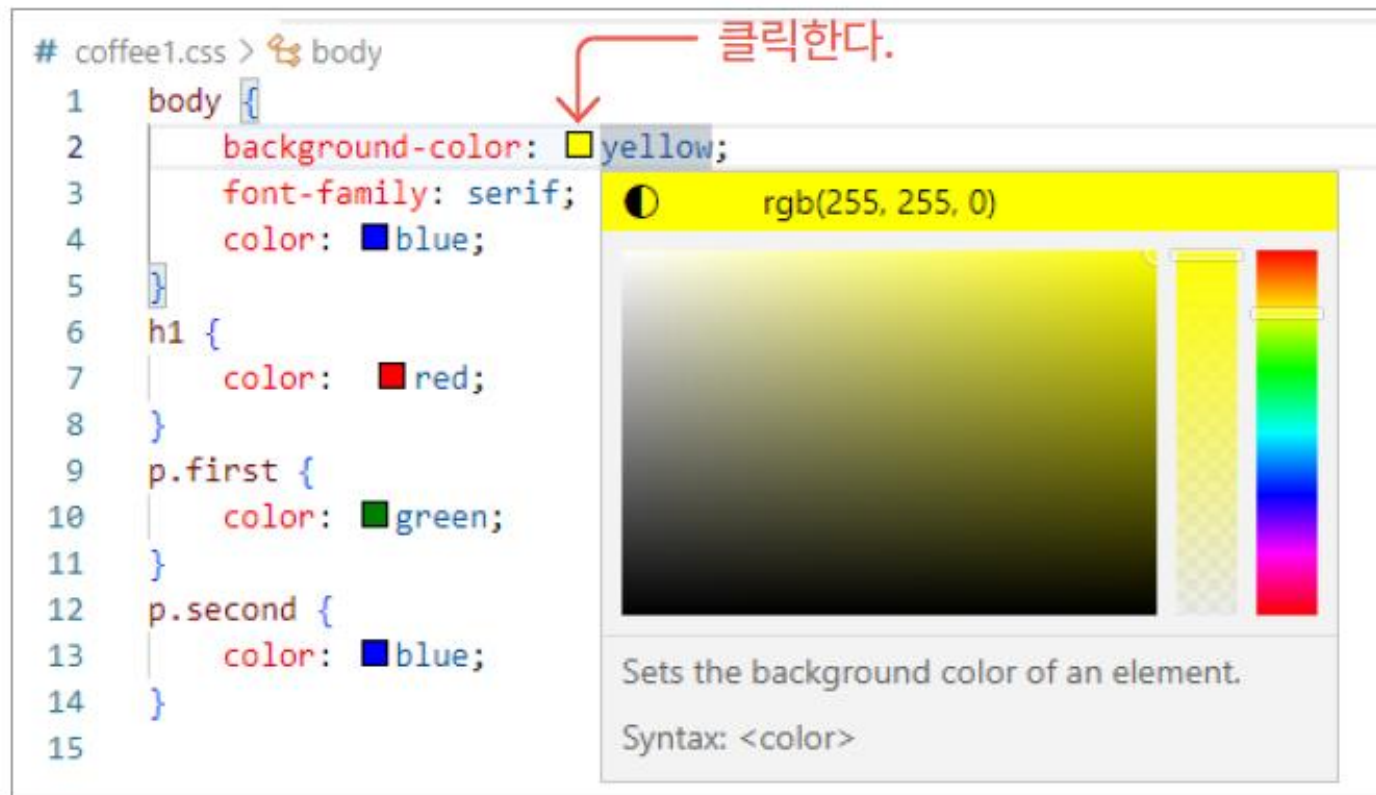 클릭한다.
# coffee1.css > body
1 body {
2 background-color: yellow;
3 font-family: serif;
4 color: blue;
5 }
6 h1 {
7 color: red;
8 }
9 p.first {
10 color: green;
11 }
12 p.second {
13 color: blue;
14 }
15
rgb(255, 255, 0)
Sets the background color of an element.
Syntax: <color>